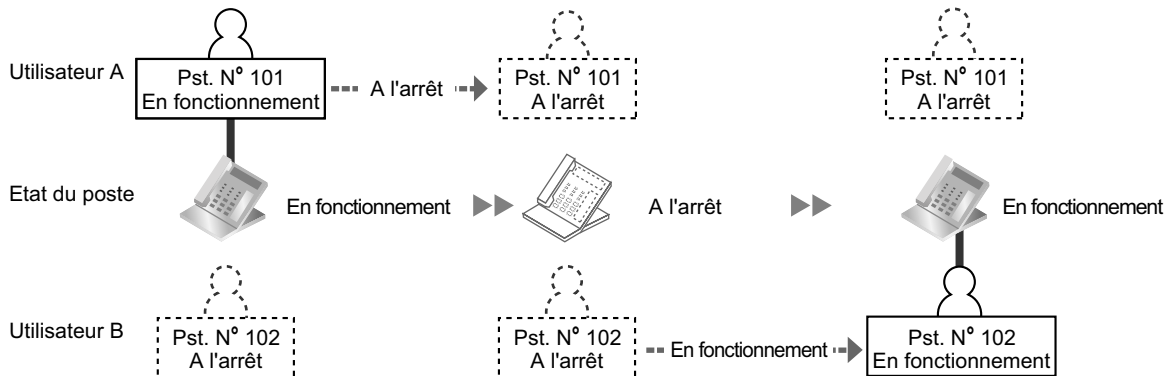 Utilisateur A
Pst. N° 101
En fonctionnement
A l'arrêt
Pst. N° 101
A l'arrêt
Pst. N° 101
A l'arrêt
Etat du poste
En fonctionnement
A l'arrêt
En fonctionnement
Utilisateur B
Pst. N° 102
A l'arrêt
Pst. N° 102
A l'arrêt
En fonctionnement
Pst. N° 102
En fonctionnement